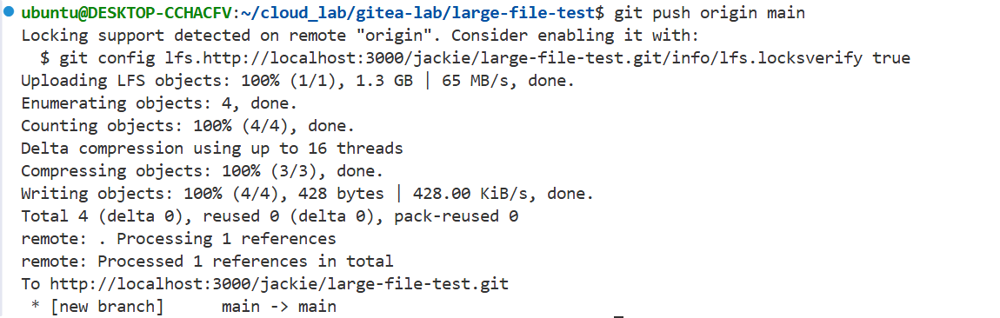 ubuntu@DESKTOP-CCHACFV:~/cloud_lab/gitea-lab/large-file-test$ git push origin main
Locking support detected on remote "origin". Consider enabling it with:
  $ git config lfs.http://localhost:3000/jackie/large-file-test.git/info/lfs.locksverify true
Uploading LFS objects: 100% (1/1), 1.3 GB | 65 MB/s, done.
Enumerating objects: 4, done.
Counting objects: 100% (4/4), done.
Delta compression using up to 16 threads
Compressing objects: 100% (3/3), done.
Writing objects: 100% (4/4), 428 bytes | 428.00 KiB/s, done.
Total 4 (delta 0), reused 0 (delta 0), pack-reused 0
remote: . Processing 1 references
remote: Processed 1 references in total
To http://localhost:3000/jackie/large-file-test.git
 * [new branch]      main -> main